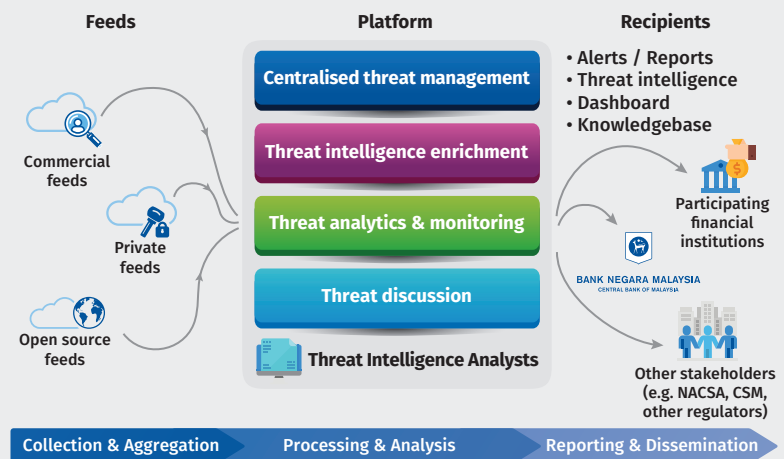 Feeds
Commercial
feeds
Private
feeds
Open source
feeds
Platform
Centralised threat management
Threat intelligence enrichment
Threat analytics & monitoring
Threat discussion
Threat Intelligence Analysts
Recipients
• Alerts / Reports
• Threat intelligence
• Dashboard
• Knowledgebase
Participating
financial
institutions
BANK NEGARA MALAYSIA
CENTRAL BANK OF MALAYSIA
Other stakeholders
(e.g. NACSA, CSM,
other regulators)
Collection & Aggregation
Processing & Analysis
Reporting & Dissemination